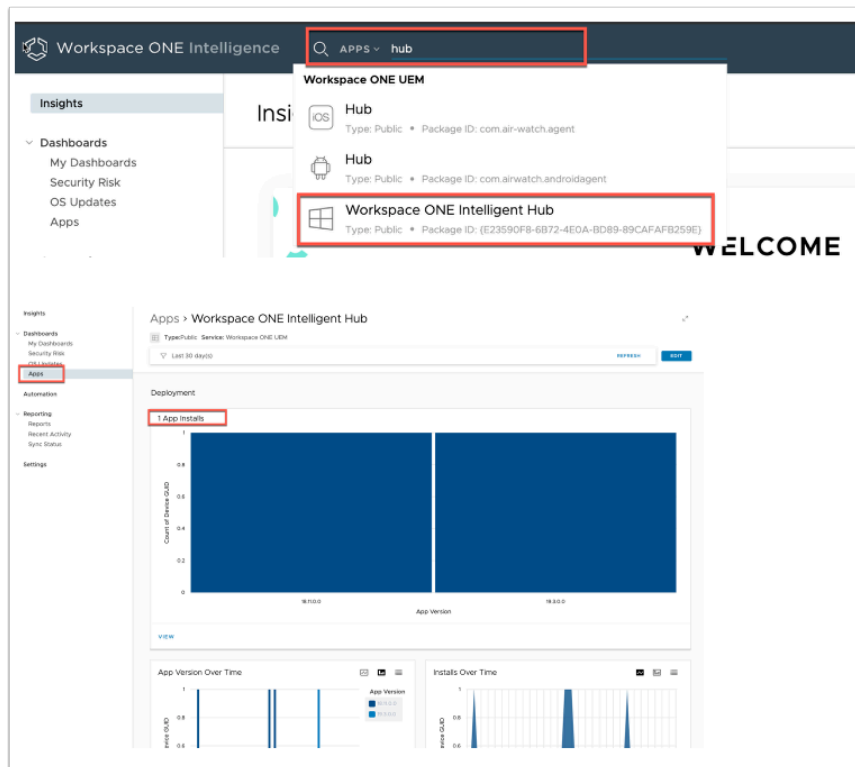 Workspace ONE Intelligence
APPS hub
Workspace ONE UEM
Insights
Insi
Hub
iOS
Type: Public • Package ID: com.air-watch.agent
Dashboards
My Dashboards
Security Risk
OS Updates
Apps
Hub
Type: Public • Package ID: com.airwatch.androidagent
Workspace ONE Intelligent Hub
Type: Public • Package ID: {E23590F8-6B72-4E0A-BD89-89CAFAFB259E}
WELCOME
Insights
Dashboards
My Dashboards
Security Risk
OS Updates
Apps
Automation
Reporting
Reports
Recent Activity
Sync Status
Settings
Apps > Workspace ONE Intelligent Hub
Type:Public Service: Workspace ONE UEM
Last 30 day(s)
REFRESH
EDIT
Deployment
1 App Installs
Count of Device GUID
1
0.8
0.6
0.4
0.2
0
App Version
VIEW
App Version Over Time
App Version
1
0.8
0.6
Installs Over Time
1
0.8
0.6